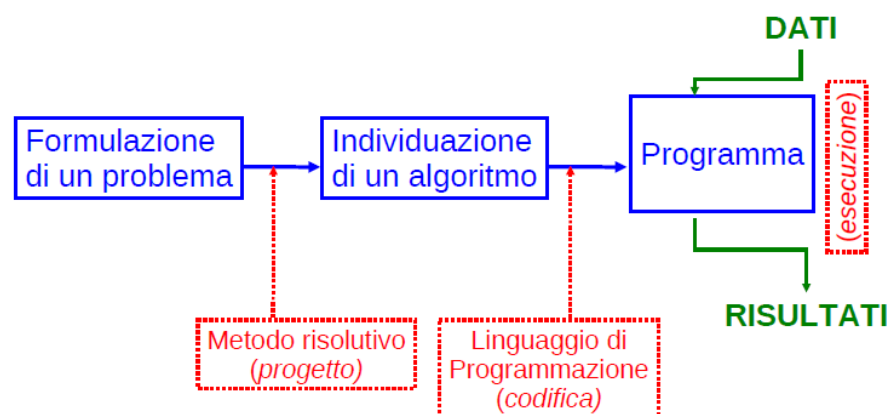 DATI
Formulazione
di un problema
Individuazione
di un algoritmo
Programma
(esecuzione)
RISULTATI
Metodo risolutivo
(progetto)
Linguaggio di
Programmazione
(codifica)